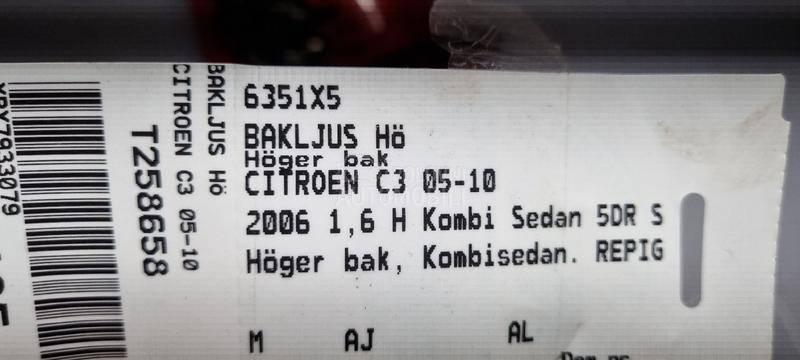 6351X5
BAKLJUS Hö
Höger bak
CITROEN C3 05-10
2006 1,6 H Kombi Sedan 5DR S
Höger bak, Kombisedan. REPIG
M AJ AL
BAKLJUS Hö
CITROEN C3 05-10
T258658